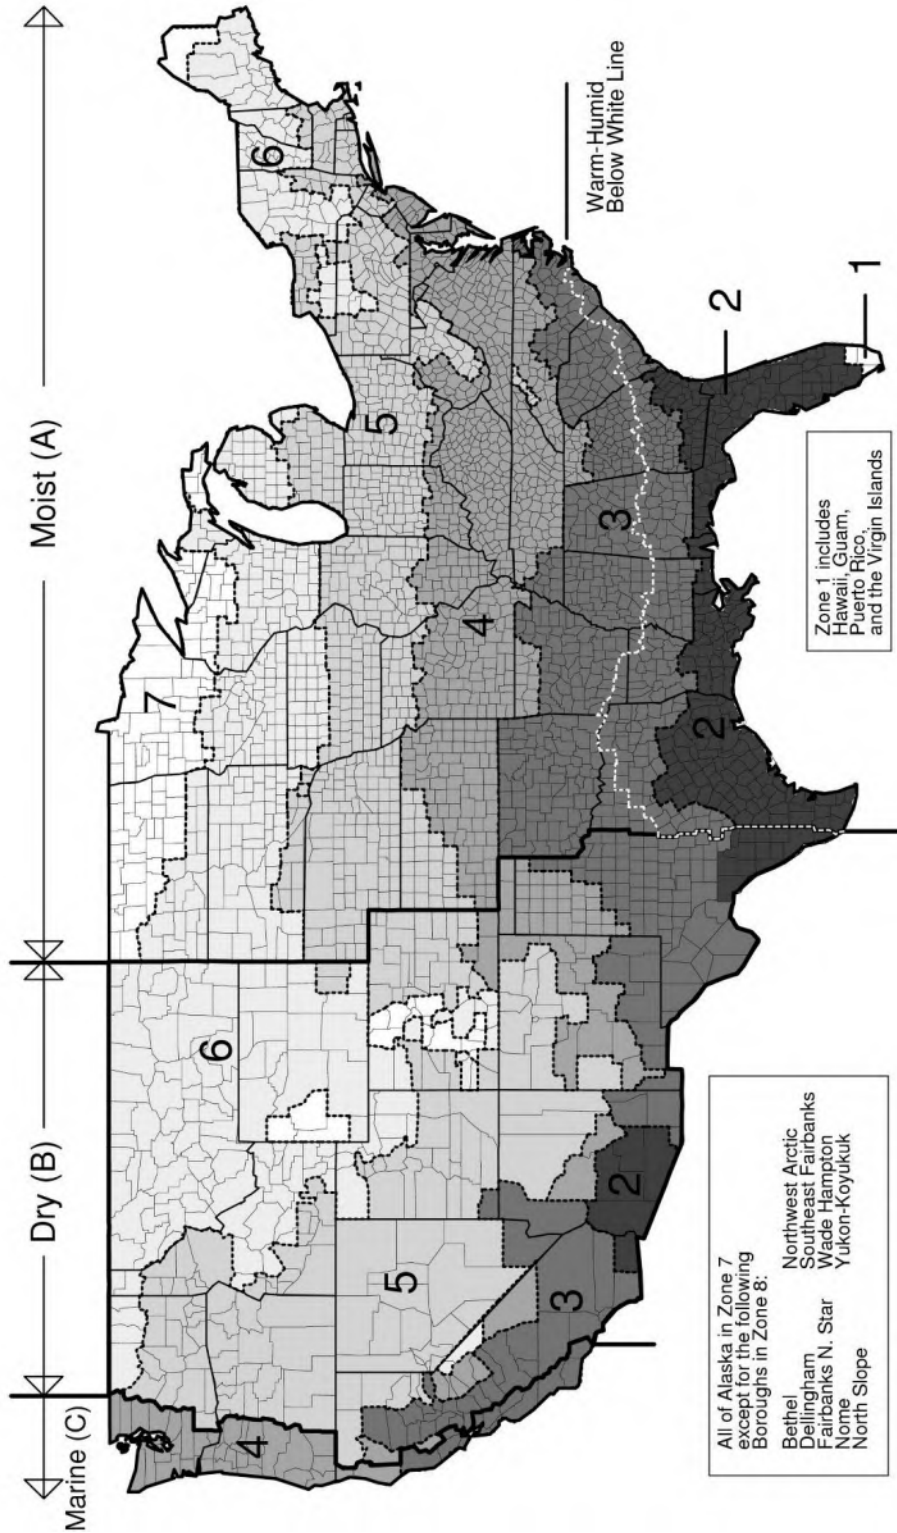 Marine (C)
Dry (B)
Moist (A)
7
6
6
5
5
4
4
3
3
2
2
2
1
Warm-Humid
Below White Line
All of Alaska in Zone 7
except for the following
Boroughs in Zone 8:
Bethel
Dellingham
Fairbanks N. Star
Nome
North Slope
Northwest Arctic
Southeast Fairbanks
Wade Hampton
Yukon-Koyukuk
Zone 1 includes
Hawaii, Guam,
Puerto Rico,
and the Virgin Islands